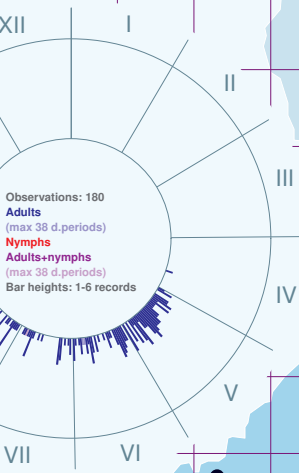 XII
I
II
III
IV
V
VI
VII
Observations: 180
Adults
(max 38 d.periods)
Nymphs
Adults+nymphs
(max 38 d.periods)
Bar heights: 1-6 records